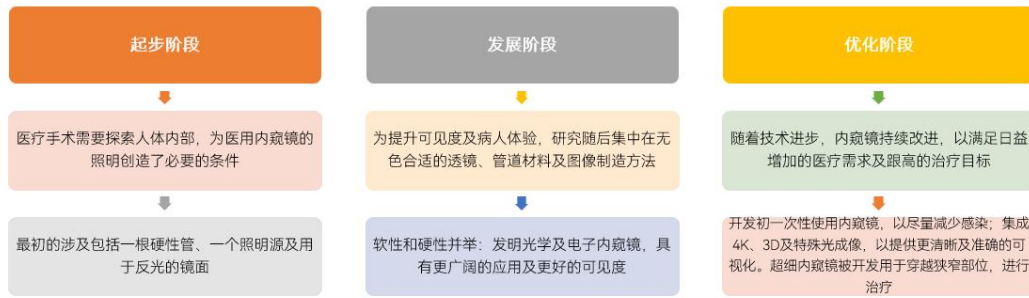 起步阶段
医疗手术需要探索人体内部，为医用内窥镜的
照明创造了必要的条件
最初的涉及包括一根硬性管、一个照明源及用
于反光的镜面
发展阶段
为提升可见度及病人体验，研究随后集中在无
色合适的透镜、管道材料及图像制造方法
软性和硬性并举：发明光学及电子内窥镜，具
有更广阔的应用及更好的可见度
优化阶段
随着技术进步，内窥镜持续改进，以满足日益
增加的医疗需求及跟高的治疗目标
开发初一次性使用内窥镜，以尽量减少感染；集成
4K、3D及特殊光成像，以提供更清晰及准确的可
视化。超细内窥镜被开发用于穿越狭窄部位，进行
治疗